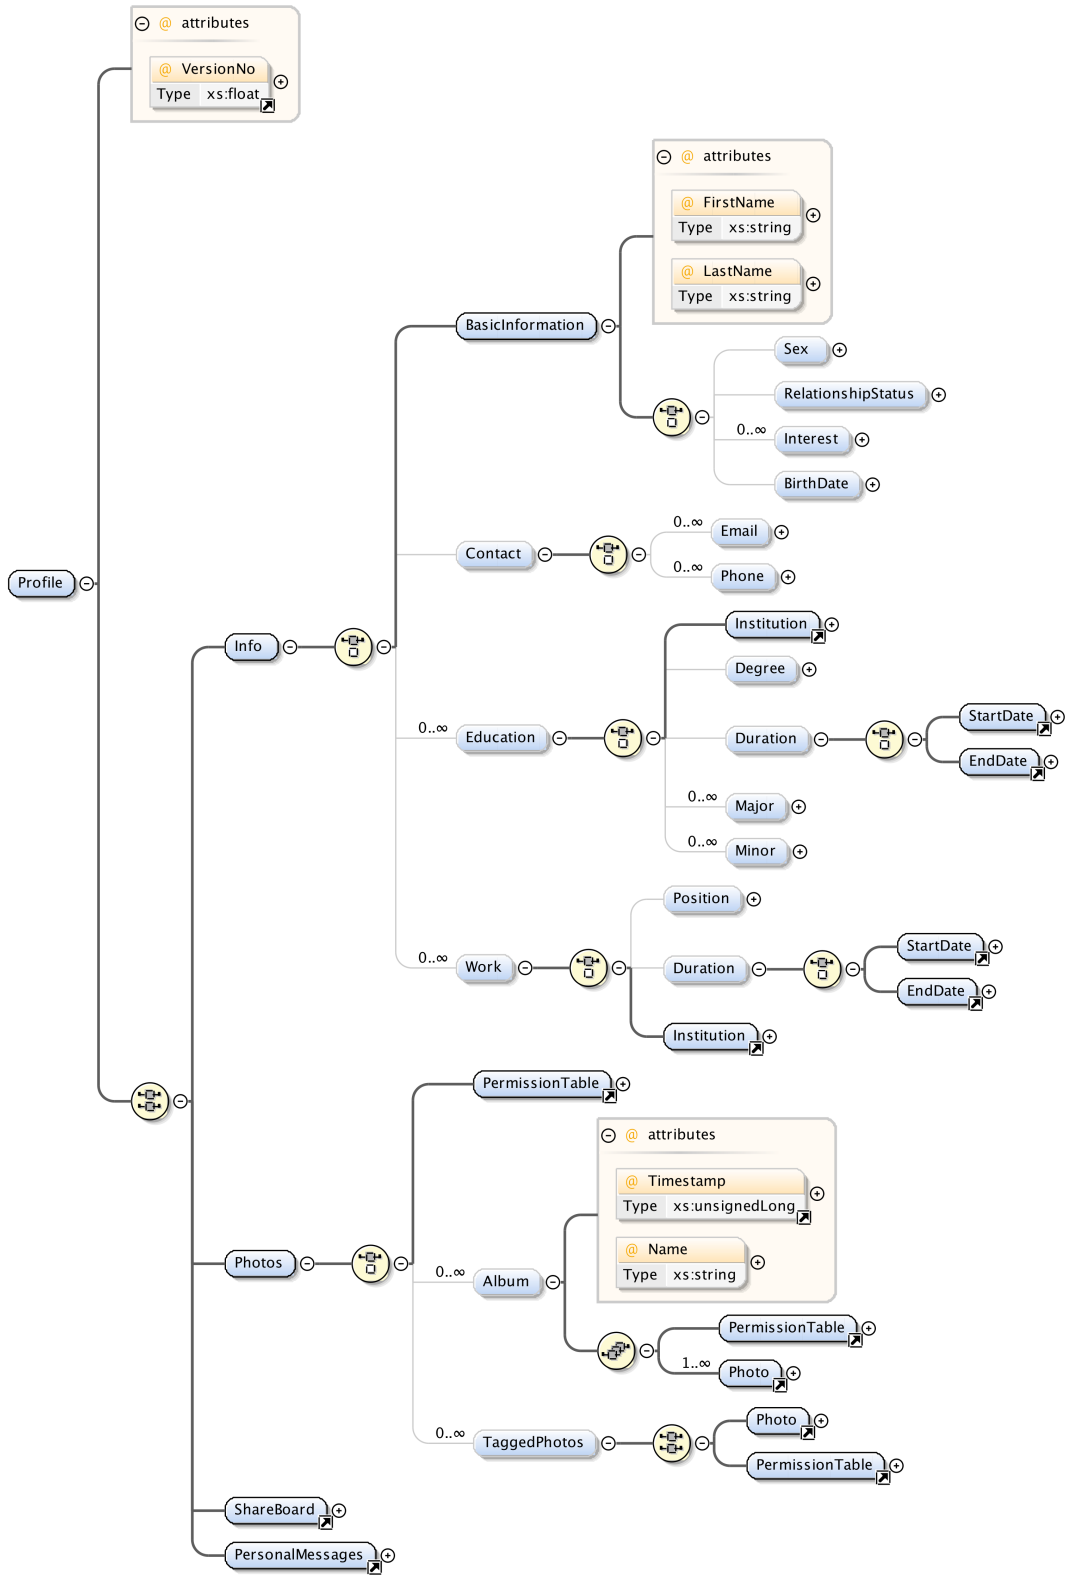 @ attributes
@ VersionNo
Type xs:float
@ attributes
@ FirstName
Type xs:string
@ LastName
Type xs:string
BasicInformation
Sex
RelationshipStatus
0..∞
Interest
BirthDate
0..∞
Email
Contact
0..∞
Phone
Profile
Institution
Info
Degree
0..∞
Education
Duration
StartDate
EndDate
0..∞
Major
0..∞
Minor
Position
0..∞
Work
Duration
StartDate
EndDate
Institution
PermissionTable
@ attributes
@ Timestamp
Type xs:unsignedLong
@ Name
Type xs:string
Photos
0..∞
Album
PermissionTable
1..∞
Photo
0..∞
TaggedPhotos
Photo
PermissionTable
ShareBoard
PersonalMessages